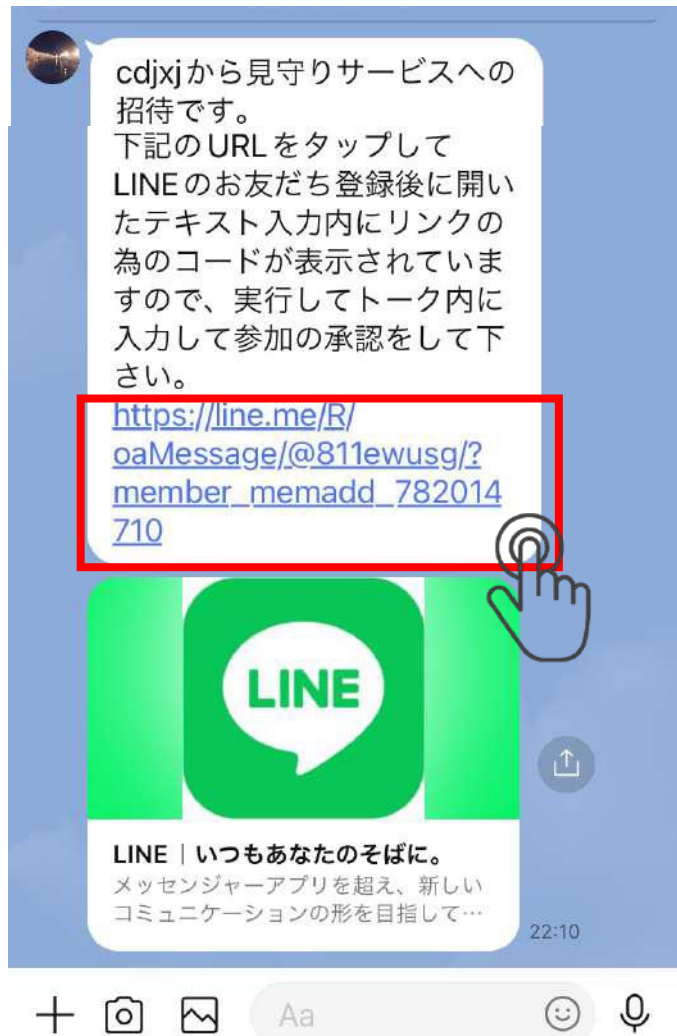 cdjxjから見守りサービスへの
招待です。
下記のURLをタップして
LINEのお友だち登録後に開い
たテキスト入力内にリンクの
為のコードが表示されていま
すので、実行してトーク内に
入力して参加の承認をして下
さい。
https://line.me/R/
oaMessage/@811ewusg/?
member_memadd_782014
710
LINE
LINE｜いつもあなたのそばに。
メッセンジャーアプリを超え、新しい
コミュニケーションの形を目指して…
22:10
Aa